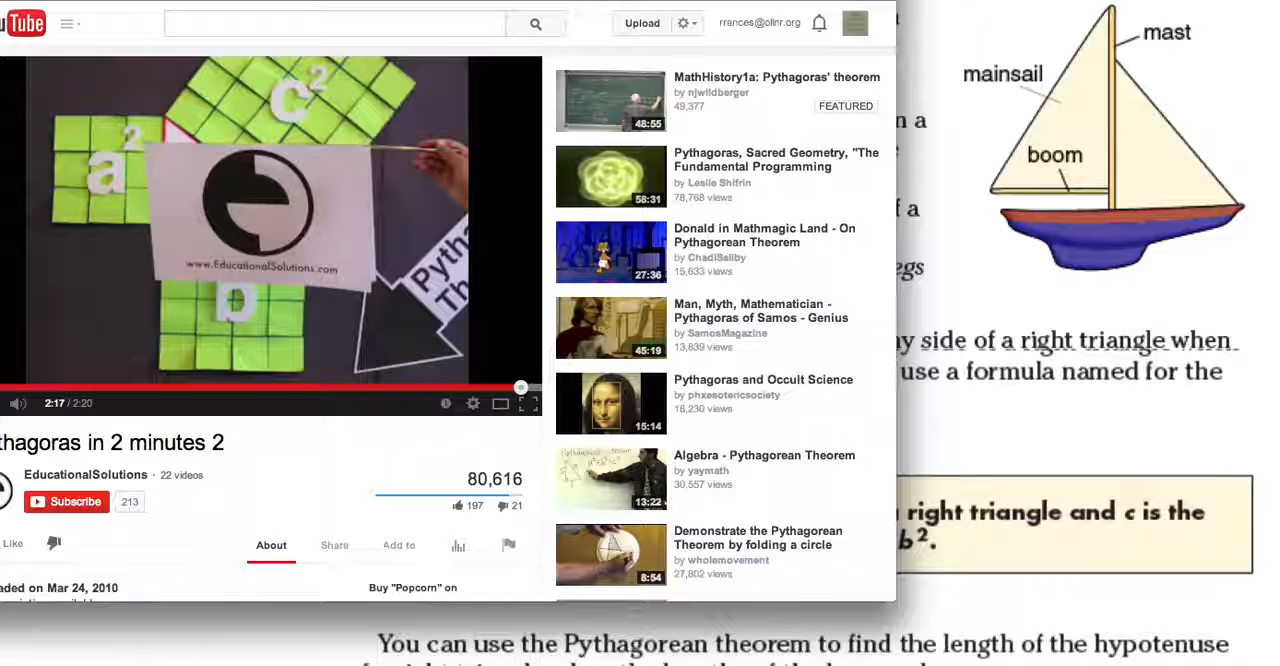 Tube
Upload
rrances@ollnr.org
c²
a²
b
www.EducationalSolutions.com
Pytha
Th
2:17 / 2:20
thagoras in 2 minutes 2
EducationalSolutions · 22 videos
Subscribe 213
80,616
197 21
Like
About Share Add to
aded on Mar 24, 2010
Buy "Popcorn" on
MathHistory1a: Pythagoras' theorem
by njwildberger
49,377
FEATURED
48:55
Pythagoras, Sacred Geometry, "The
Fundamental Programming
by Leslie Shifrin
78,768 views
58:31
Donald in Mathmagic Land - On
Pythagorean Theorem
by ChadiSaliby
15,633 views
27:36
Man, Myth, Mathematician -
Pythagoras of Samos - Genius
by SamosMagazine
13,839 views
45:19
Pythagoras and Occult Science
by phxesotericsociety
16,230 views
15:14
Algebra - Pythagorean Theorem
by yaymath
30,557 views
13:22
Demonstrate the Pythagorean
Theorem by folding a circle
by wholemovement
27,802 views
8:54
mast
mainsail
boom
n a
f a
egs
ny side of a right triangle when
use a formula named for the
right triangle and c is the
b².
You can use the Pythagorean theorem to find the length of the hypotenuse